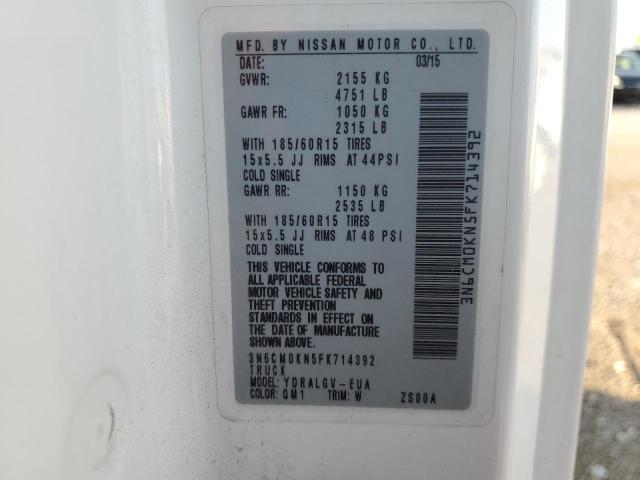 MFD. BY NISSAN MOTOR CO., LTD.
DATE: 03/15
GVWR: 2155 KG
4751 LB
GAWR FR: 1050 KG
2315 LB
WITH 185/60R15 TIRES
15x5.5 JJ RIMS AT 44PSI
COLD SINGLE
GAWR RR: 1150 KG
2535 LB
WITH 185/60R15 TIRES
15x5.5 JJ RIMS AT 48 PSI
COLD SINGLE
THIS VEHICLE CONFORMS TO
ALL APPLICABLE FEDERAL
MOTOR VEHICLE SAFETY AND
THEFT PREVENTION
STANDARDS IN EFFECT ON
THE DATE OF MANUFACTURE
SHOWN ABOVE.
3N6CM0KN5FK714392
TRUCK
MODEL: YDRALGV-EUA
COLOR: QM1 TRIM: W ZS00A
3N6CM0KN5FK714392